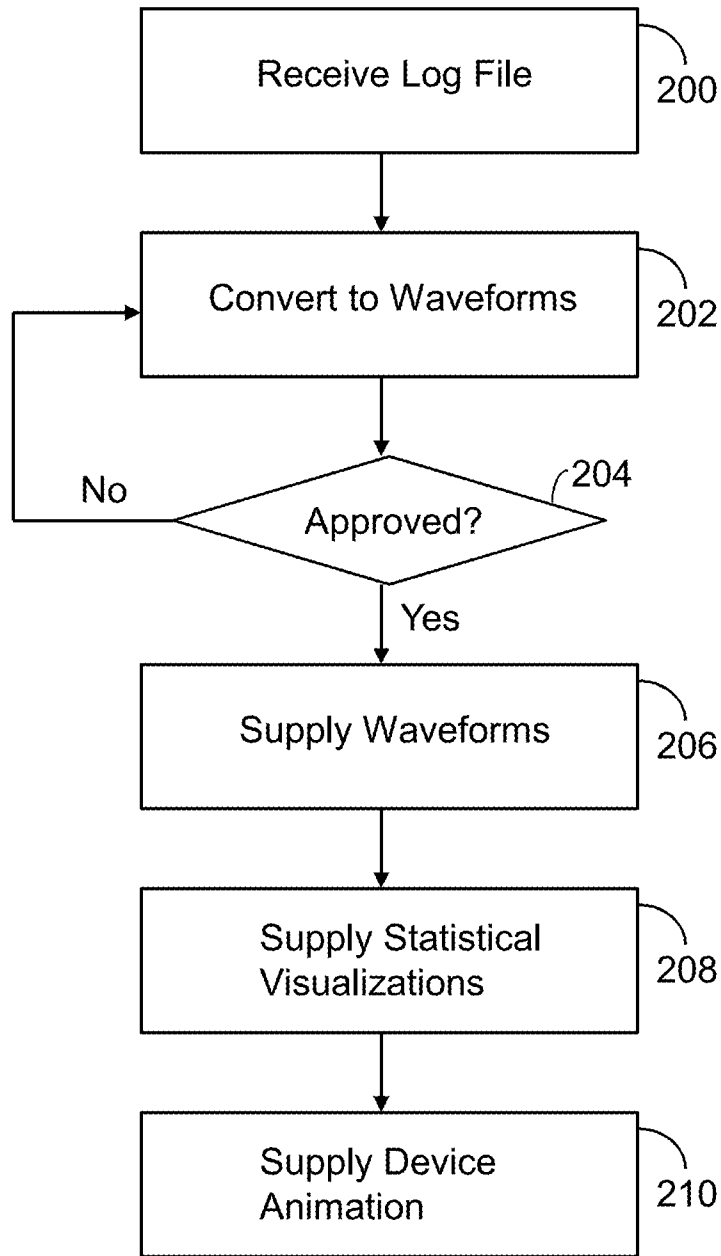 Receive Log File
200
Convert to Waveforms
202
204
No
Approved?
Yes
Supply Waveforms
206
Supply Statistical
Visualizations
208
Supply Device
Animation
210